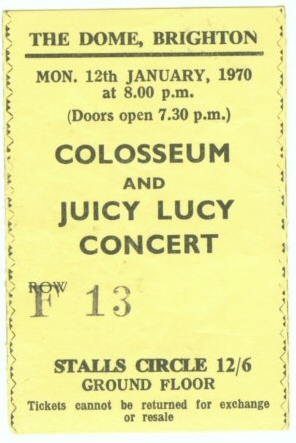 THE DOME, BRIGHTON
MON. 12th JANUARY, 1970
at 8.00 p.m.
(Doors open 7.30 p.m.)
COLOSSEUM
AND
JUICY LUCY
CONCERT
ROW
F 13
STALLS CIRCLE 12/6
GROUND FLOOR
Tickets cannot be returned for exchange
or resale